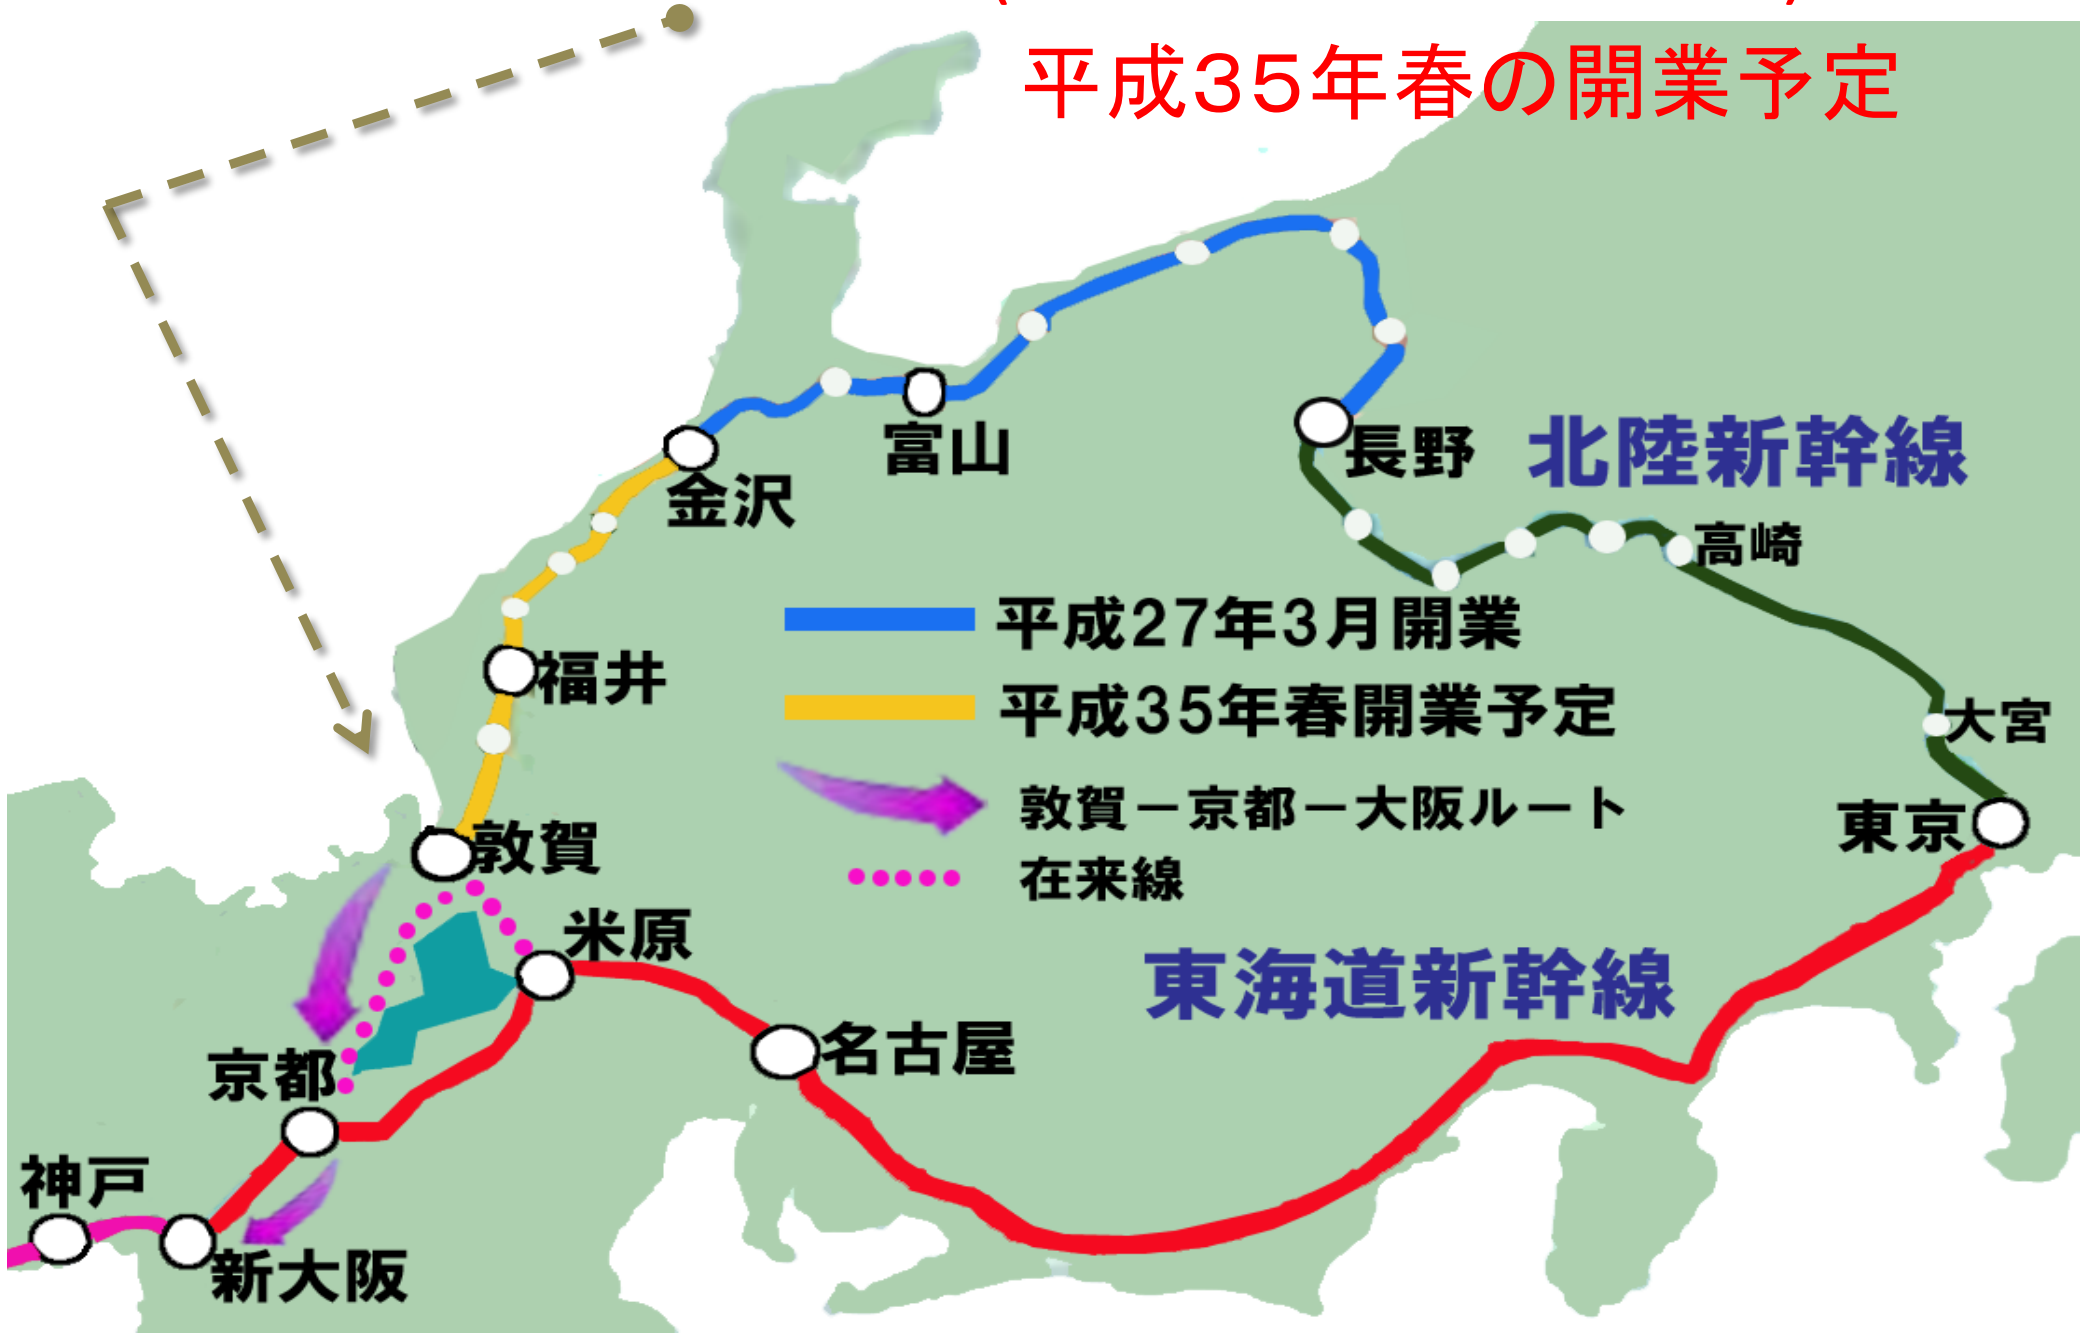 平成35年春の開業予定
富山
金沢
長野
北陸新幹線
高崎
平成27年3月開業
福井
平成35年春開業予定
大宮
敦賀－京都－大阪ルート
東京
敦賀
在来線
米原
東海道新幹線
名古屋
京都
神戸
新大阪